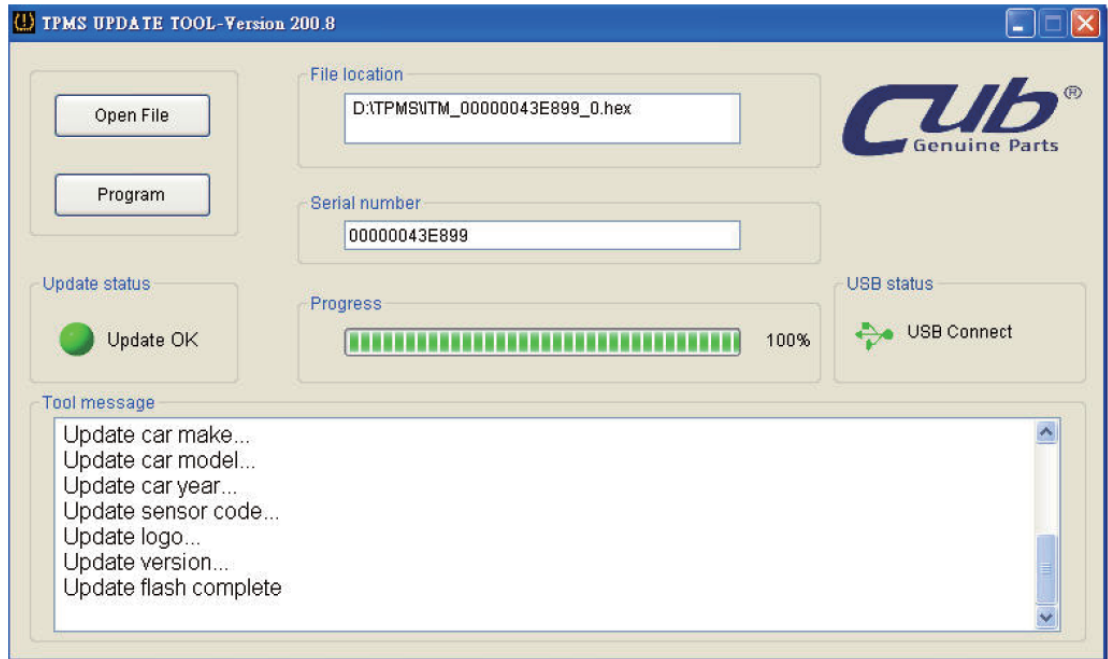 TPMS UPDATE TOOL-Version 200.8
Open File
Program
File location
D:\TPMS\ITM_00000043E899_0.hex
Serial number
00000043E899
Cub®
Genuine Parts
Update status
Update OK
Progress
100%
USB status
USB Connect
Tool message
Update car make...
Update car model...
Update car year...
Update sensor code...
Update logo...
Update version...
Update flash complete